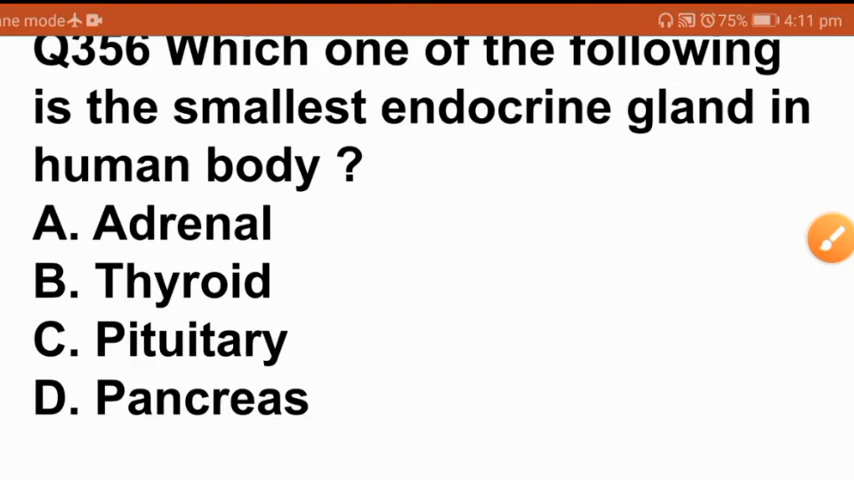 ne mode 75% 4:11 pm
Q356 Which one of the following
is the smallest endocrine gland in
human body ?
A. Adrenal
B. Thyroid
C. Pituitary
D. Pancreas